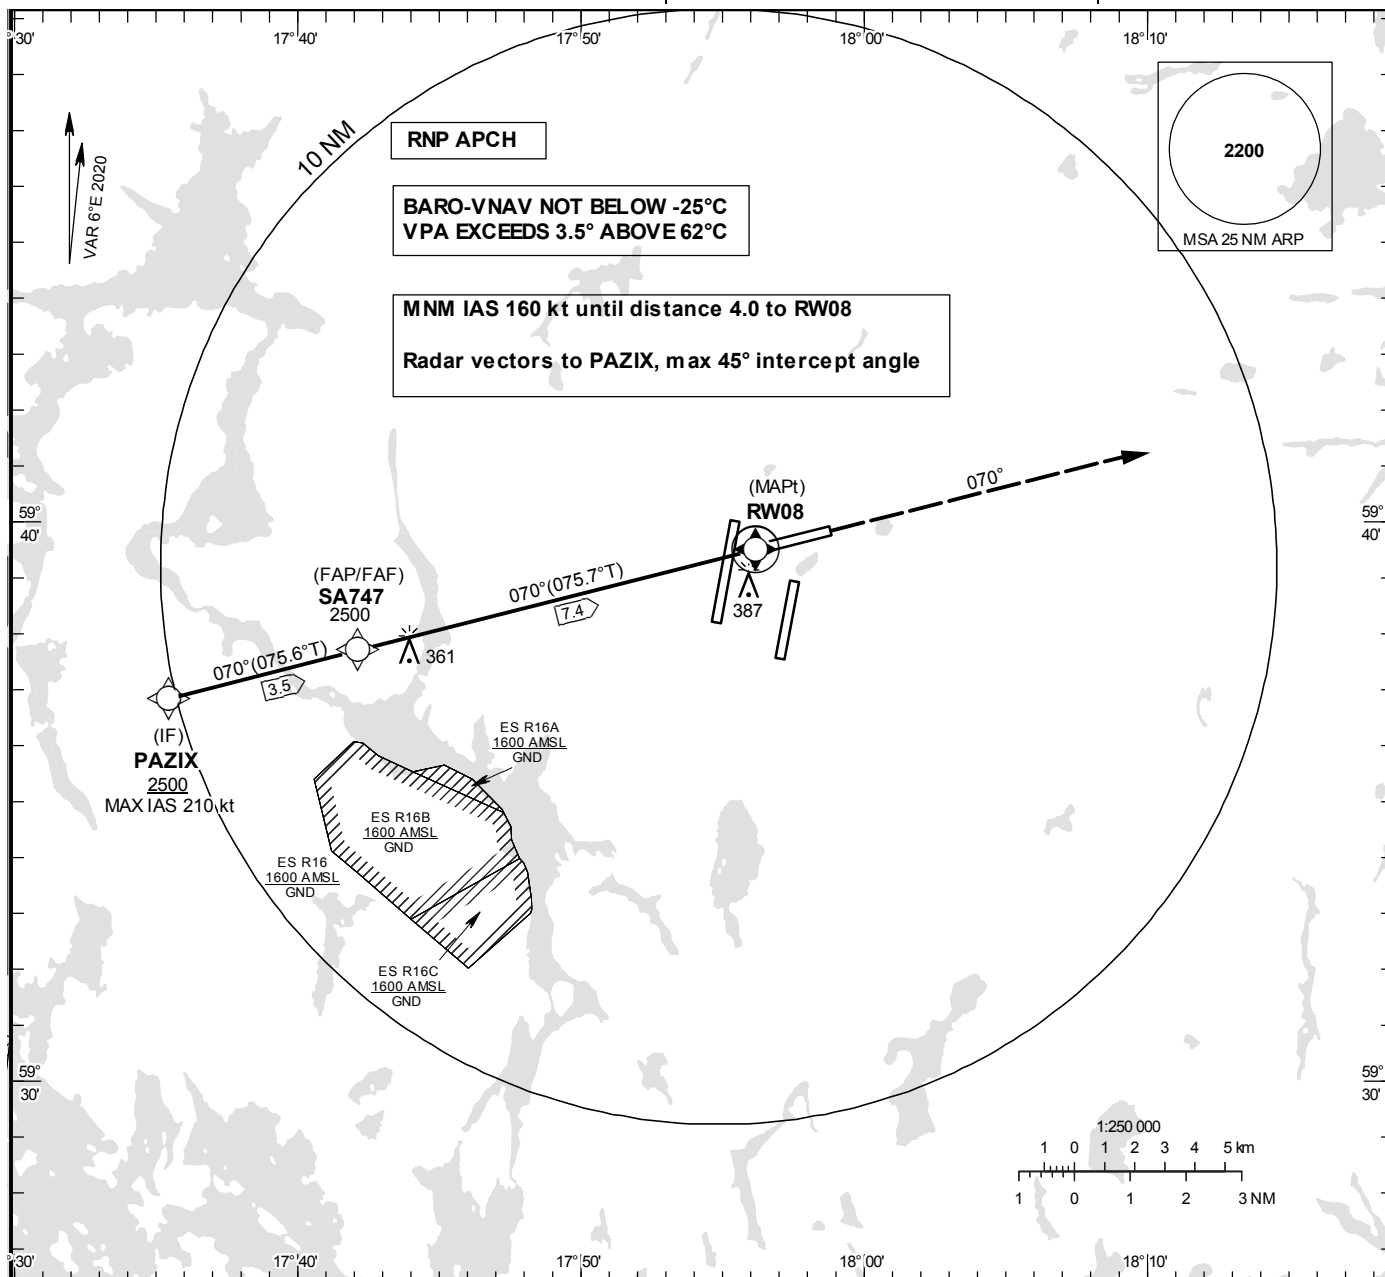 °30'
17°40'
17°50'
18°00'
18°10'
VAR 6°E 2020
10 NM
RNP APCH
BARO-VNAV NOT BELOW -25°C
VPA EXCEEDS 3.5° ABOVE 62°C
MNM IAS 160 kt until distance 4.0 to RW08
Radar vectors to PAZIX, max 45° intercept angle
2200
MSA 25 NM ARP
070°
(MAPt)
RW08
59°
40'
59°
40'
(FAP/FAF)
SA747
2500
070°(075.7°T)
7.4
387
361
070°(075.6°T)
3.5
(IF)
PAZIX
2500
MAX IAS 210 kt
ES R16A
1600 AMSL
GND
ES R16B
1600 AMSL
GND
ES R16
1600 AMSL
GND
ES R16C
1600 AMSL
GND
59°
30'
59°
30'
1:250 000
1 0 1 2 3 4 5 km
1 0 1 2 3 NM
°30'
17°40'
17°50'
18°00'
18°10'